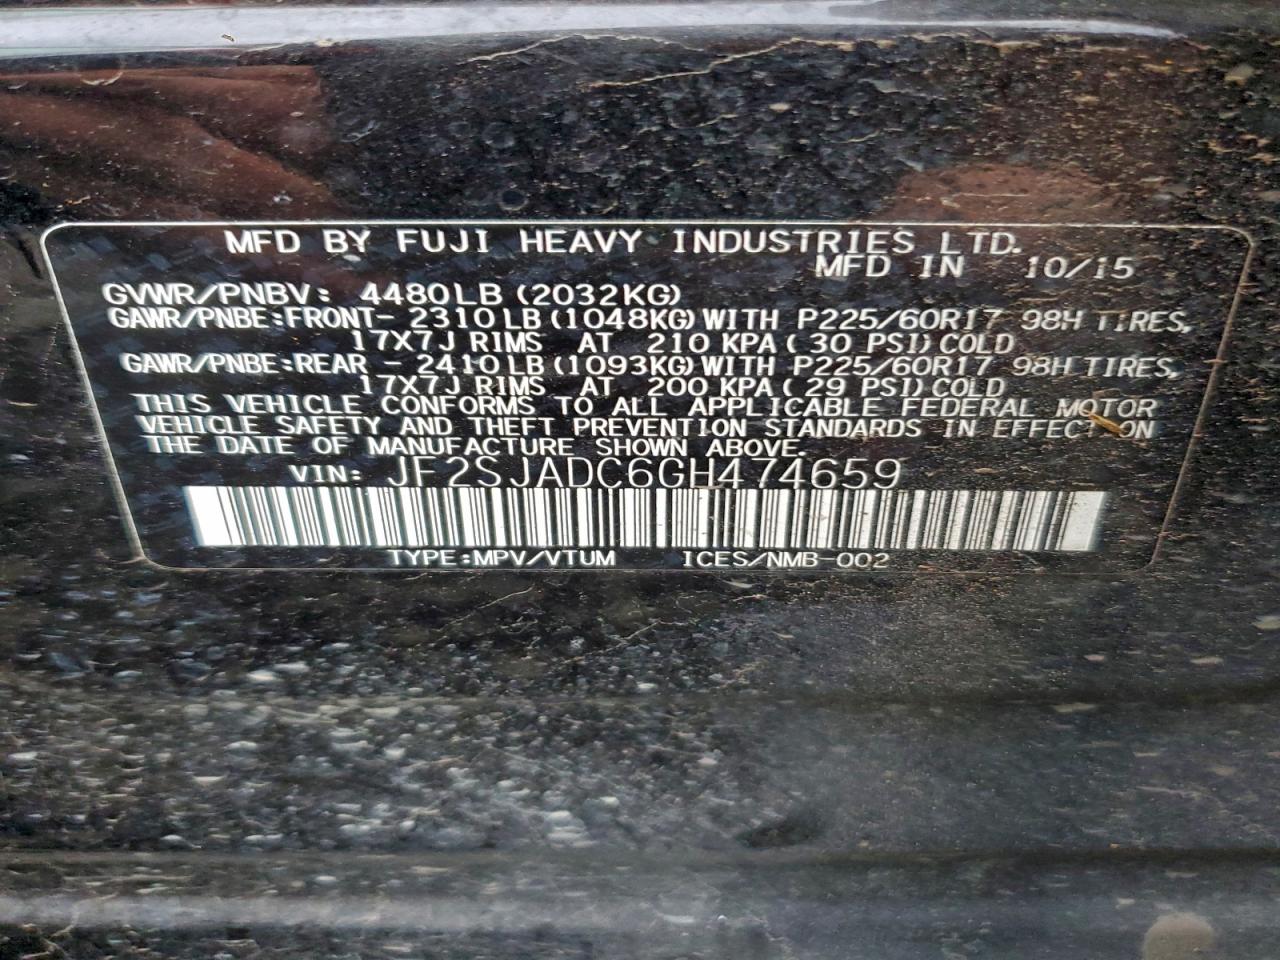 MFD BY FUJI HEAVY INDUSTRIES LTD.
MFD IN 10/15
GVWR/PNBV: 4480LB (2032KG)
GAWR/PNBE:FRONT- 2310LB(1048KG)WITH P225/60R17 98H TIRES,
17X7J RIMS AT 210 KPA(30 PSI)COLD
GAWR/PNBE:REAR - 2410LB(1093KG)WITH P225/60R17 98H TIRES,
17X7J RIMS AT 200 KPA(29 PSI)COLD
THIS VEHICLE CONFORMS TO ALL APPLICABLE FEDERAL MOTOR
VEHICLE SAFETY AND THEFT PREVENTION STANDARDS IN EFFECT ON
THE DATE OF MANUFACTURE SHOWN ABOVE.
VIN: JF2SJADC6GH474659
TYPE:MPV/VTUM ICES/NMB-002